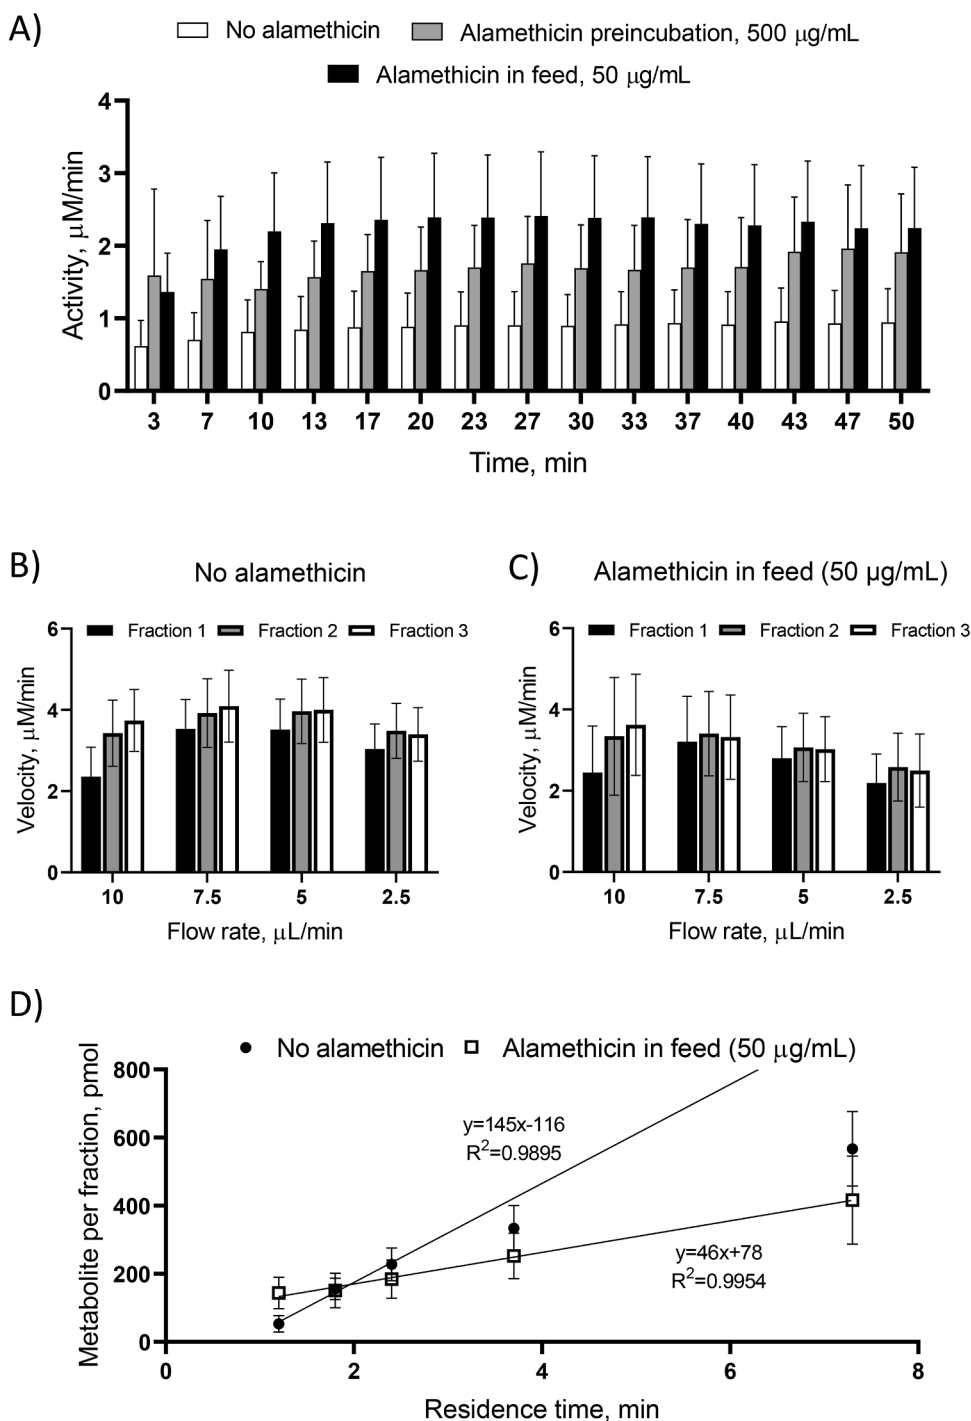 A)
No alamethicin
Alamethicin preincubation, 500 μg/mL
Alamethicin in feed, 50 μg/mL
Activity, μM/min
4
3
2
1
0
3 7 10 13 17 20 23 27 30 33 37 40 43 47 50
Time, min
B)
No alamethicin
Fraction 1 Fraction 2 Fraction 3
Velocity, μM/min
6
4
2
0
10 7.5 5 2.5
Flow rate, μL/min
C)
Alamethicin in feed (50 μg/mL)
Fraction 1 Fraction 2 Fraction 3
Velocity, μM/min
6
4
2
0
10 7.5 5 2.5
Flow rate, μL/min
D)
No alamethicin
Alamethicin in feed (50 μg/mL)
Metabolite per fraction, pmol
800
600
400
200
0
y=145x-116
R²=0.9895
y=46x+78
R²=0.9954
0 2 4 6 8
Residence time, min